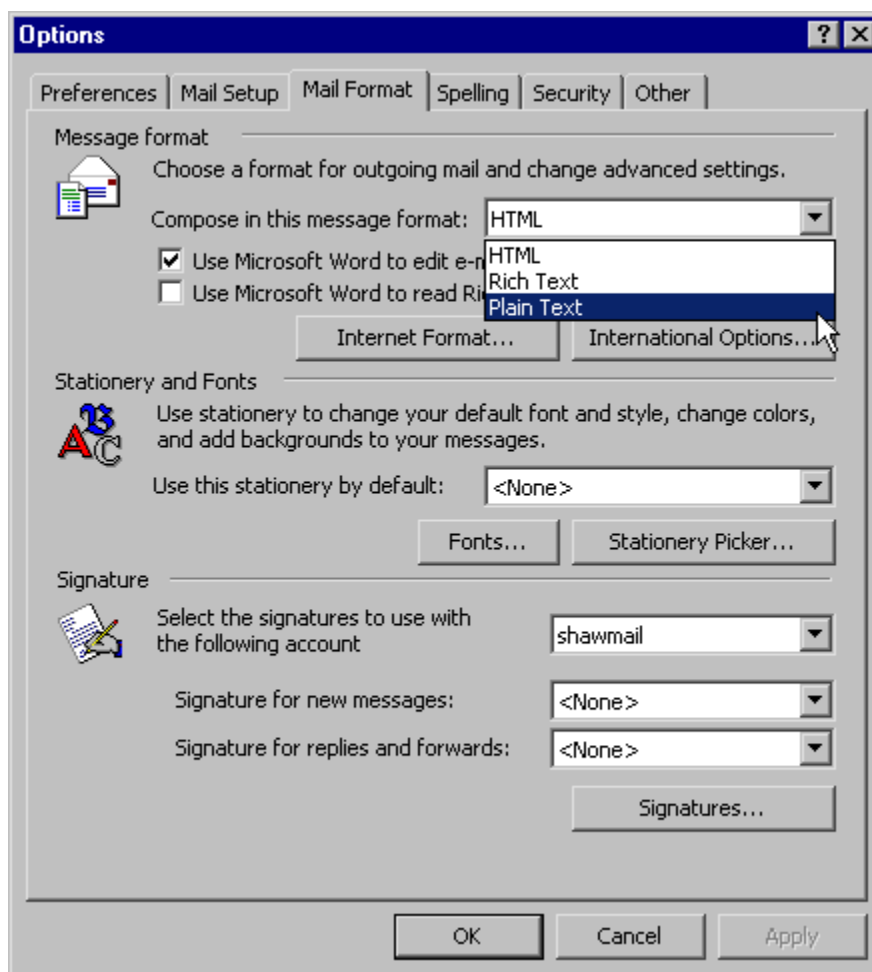 Options
Preferences Mail Setup Mail Format Spelling Security Other
Message format
Choose a format for outgoing mail and change advanced settings.
Compose in this message format: HTML
HTML
Rich Text
Plain Text
Use Microsoft Word to edit e-
Use Microsoft Word to read
Internet Format... International Options...
Stationery and Fonts
Use stationery to change your default font and style, change colors,
and add backgrounds to your messages.
Use this stationery by default: <None>
Fonts... Stationery Picker...
Signature
Select the signatures to use with
the following account
shawmail
Signature for new messages: <None>
Signature for replies and forwards: <None>
Signatures...
OK Cancel Apply